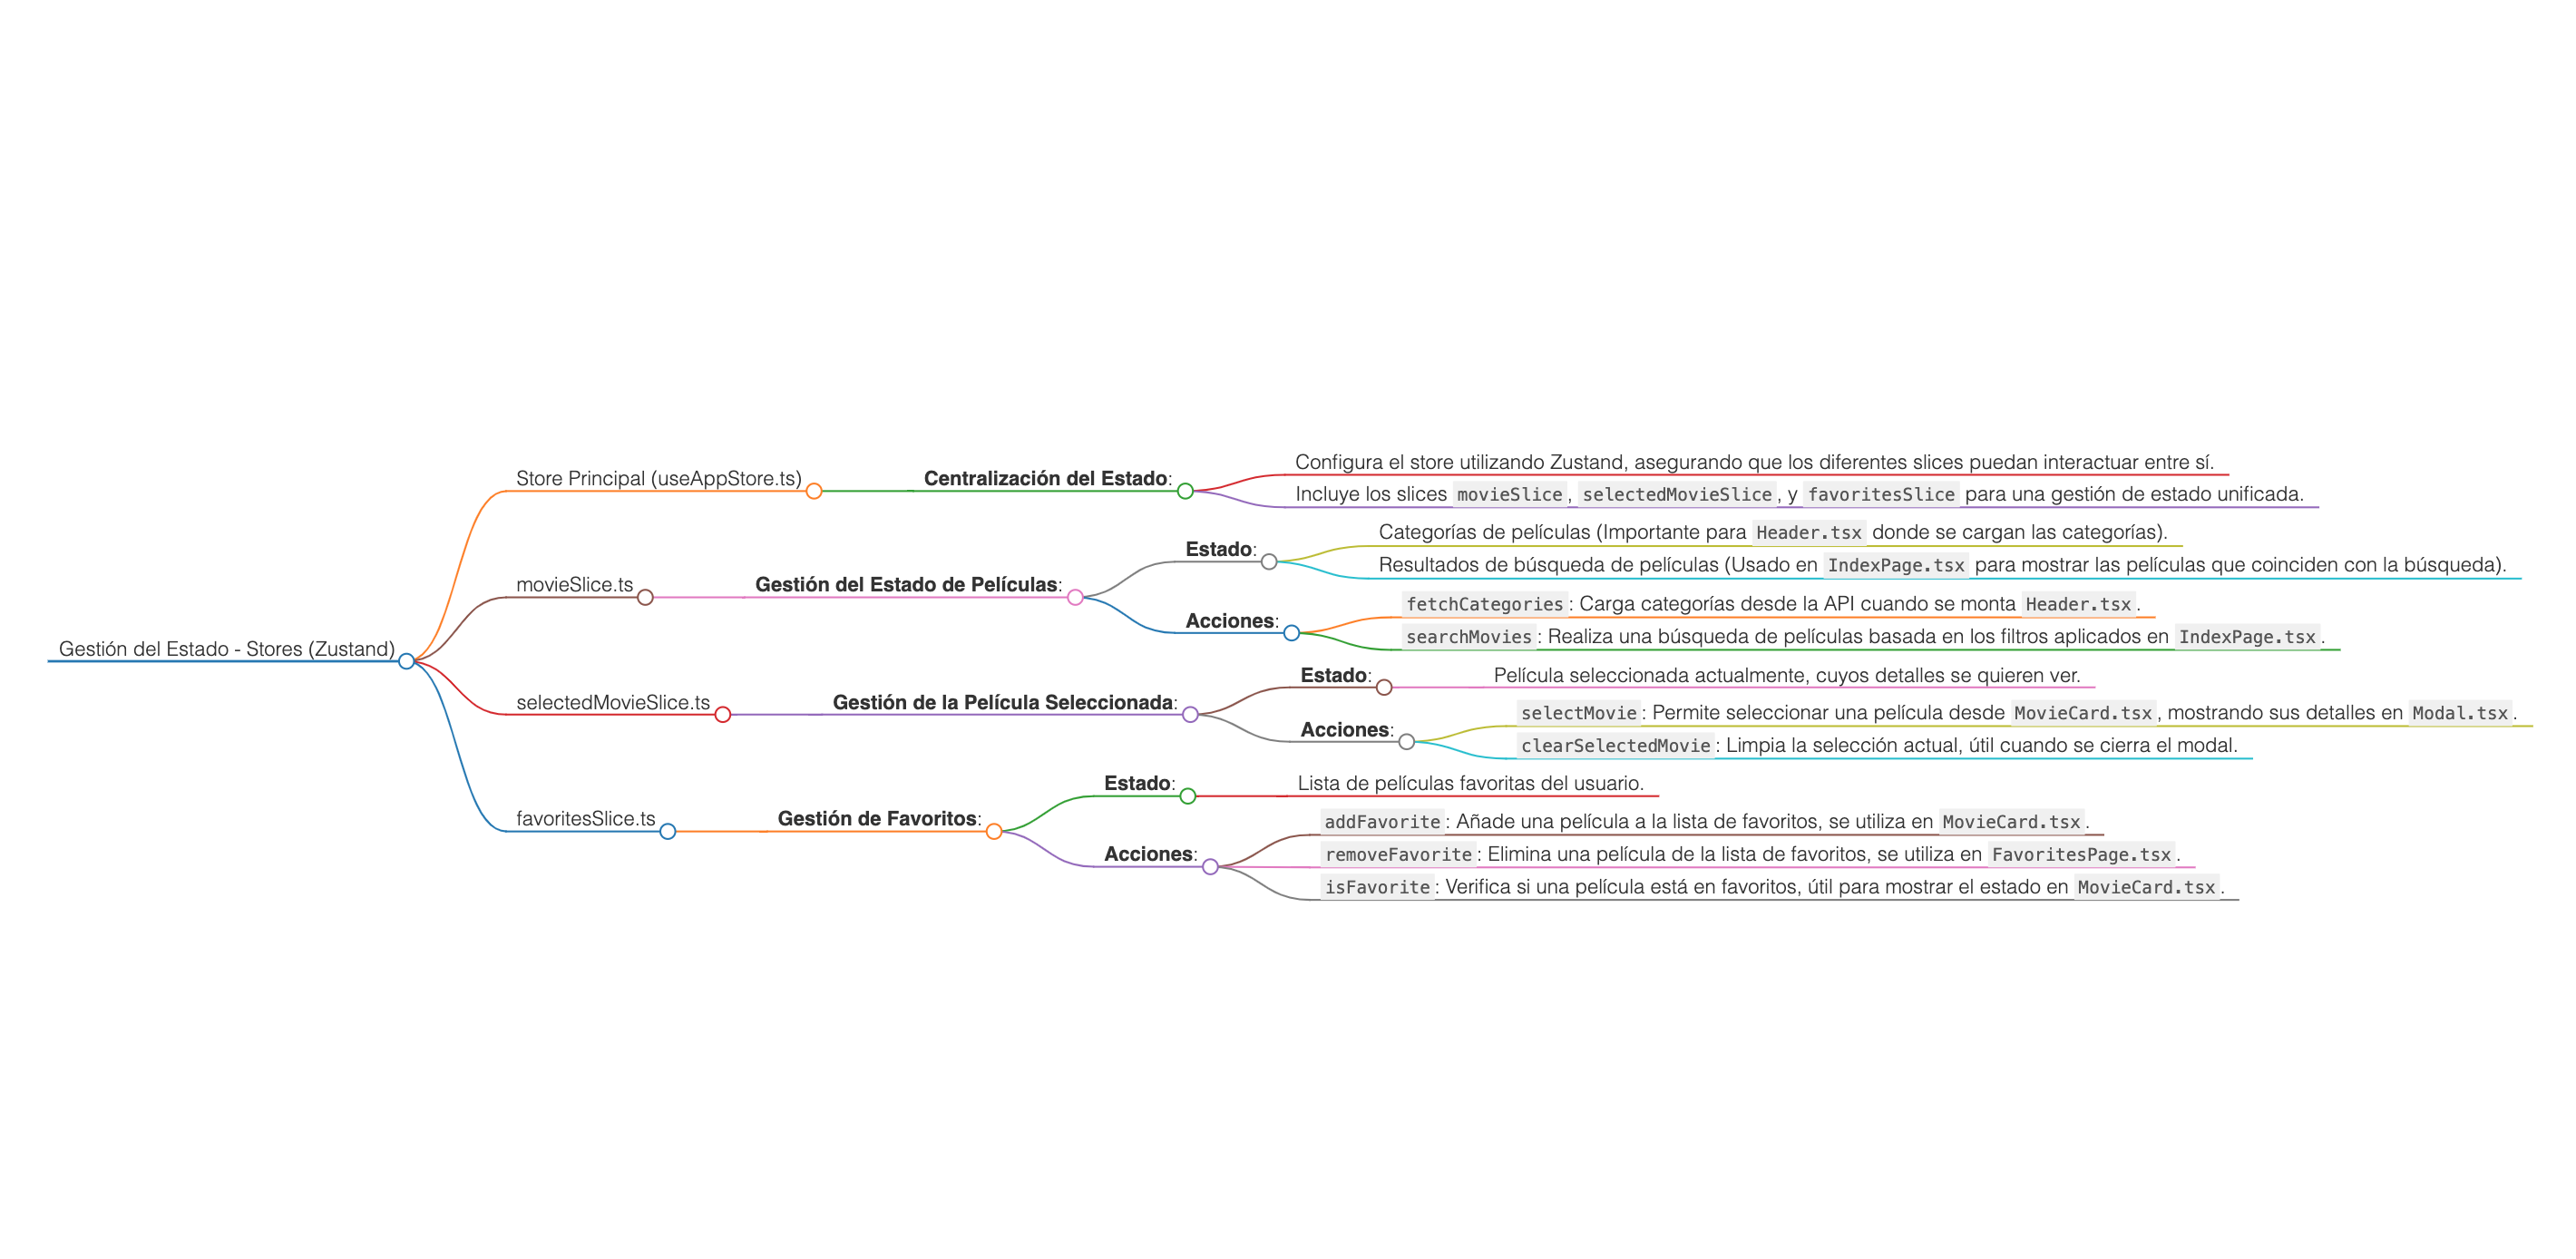 Gestión del Estado - Stores (Zustand)
Store Principal (useAppStore.ts)
Centralización del Estado:
Configura el store utilizando Zustand, asegurando que los diferentes slices puedan interactuar entre sí.
Incluye los slices movieSlice, selectedMovieSlice, y favoritesSlice para una gestión de estado unificada.
movieSlice.ts
Gestión del Estado de Películas:
Estado:
Categorías de películas (Importante para Header.tsx donde se cargan las categorías).
Resultados de búsqueda de películas (Usado en IndexPage.tsx para mostrar las películas que coinciden con la búsqueda).
Acciones:
fetchCategories: Carga categorías desde la API cuando se monta Header.tsx.
searchMovies: Realiza una búsqueda de películas basada en los filtros aplicados en IndexPage.tsx.
selectedMovieSlice.ts
Gestión de la Película Seleccionada:
Estado:
Película seleccionada actualmente, cuyos detalles se quieren ver.
Acciones:
selectMovie: Permite seleccionar una película desde MovieCard.tsx, mostrando sus detalles en Modal.tsx.
clearSelectedMovie: Limpia la selección actual, útil cuando se cierra el modal.
favoritesSlice.ts
Gestión de Favoritos:
Estado:
Lista de películas favoritas del usuario.
Acciones:
addFavorite: Añade una película a la lista de favoritos, se utiliza en MovieCard.tsx.
removeFavorite: Elimina una película de la lista de favoritos, se utiliza en FavoritesPage.tsx.
isFavorite: Verifica si una película está en favoritos, útil para mostrar el estado en MovieCard.tsx.